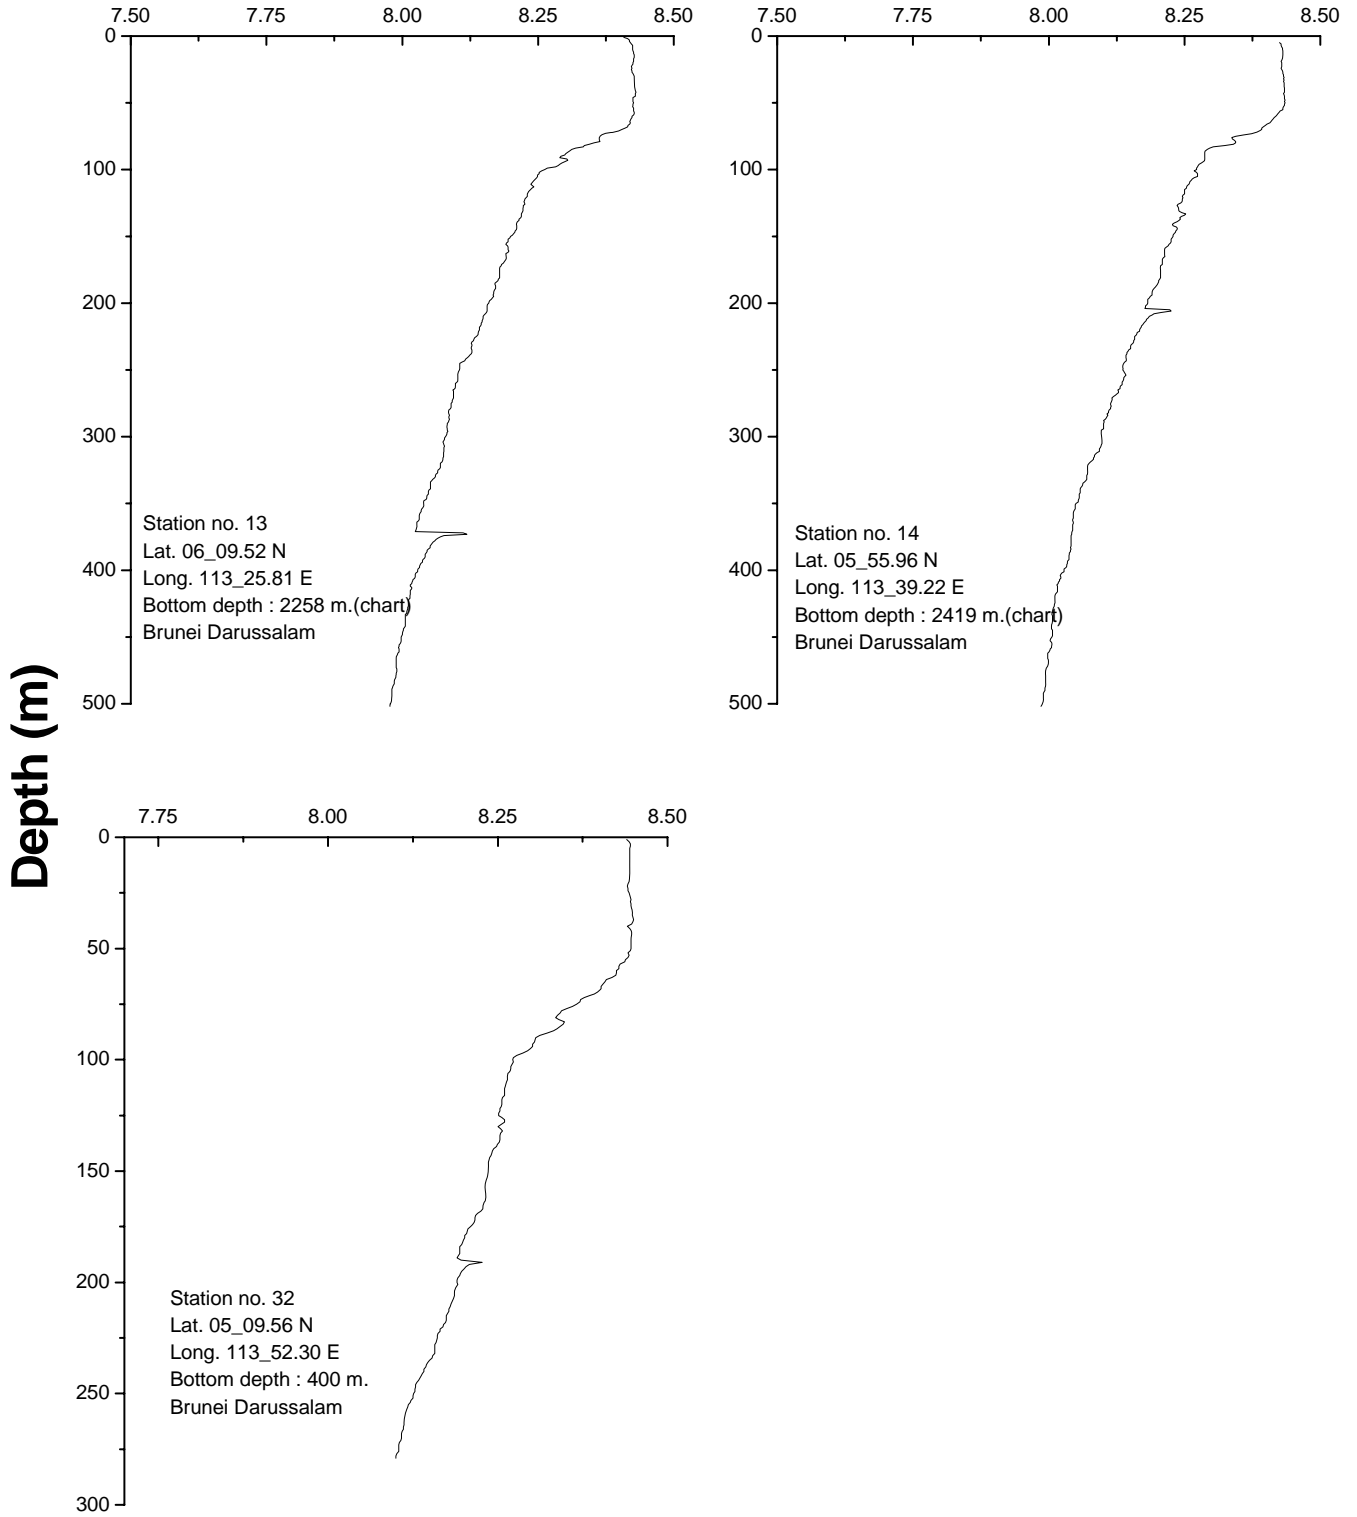 7.50 7.75 8.00 8.25 8.50
0
100
200
300
400
500
Station no. 13
Lat. 06_09.52 N
Long. 113_25.81 E
Bottom depth : 2258 m.(chart)
Brunei Darussalam
7.50 7.75 8.00 8.25 8.50
0
100
200
300
400
500
Station no. 14
Lat. 05_55.96 N
Long. 113_39.22 E
Bottom depth : 2419 m.(chart)
Brunei Darussalam
Depth (m)
7.75 8.00 8.25 8.50
0
50
100
150
200
250
300
Station no. 32
Lat. 05_09.56 N
Long. 113_52.30 E
Bottom depth : 400 m.
Brunei Darussalam